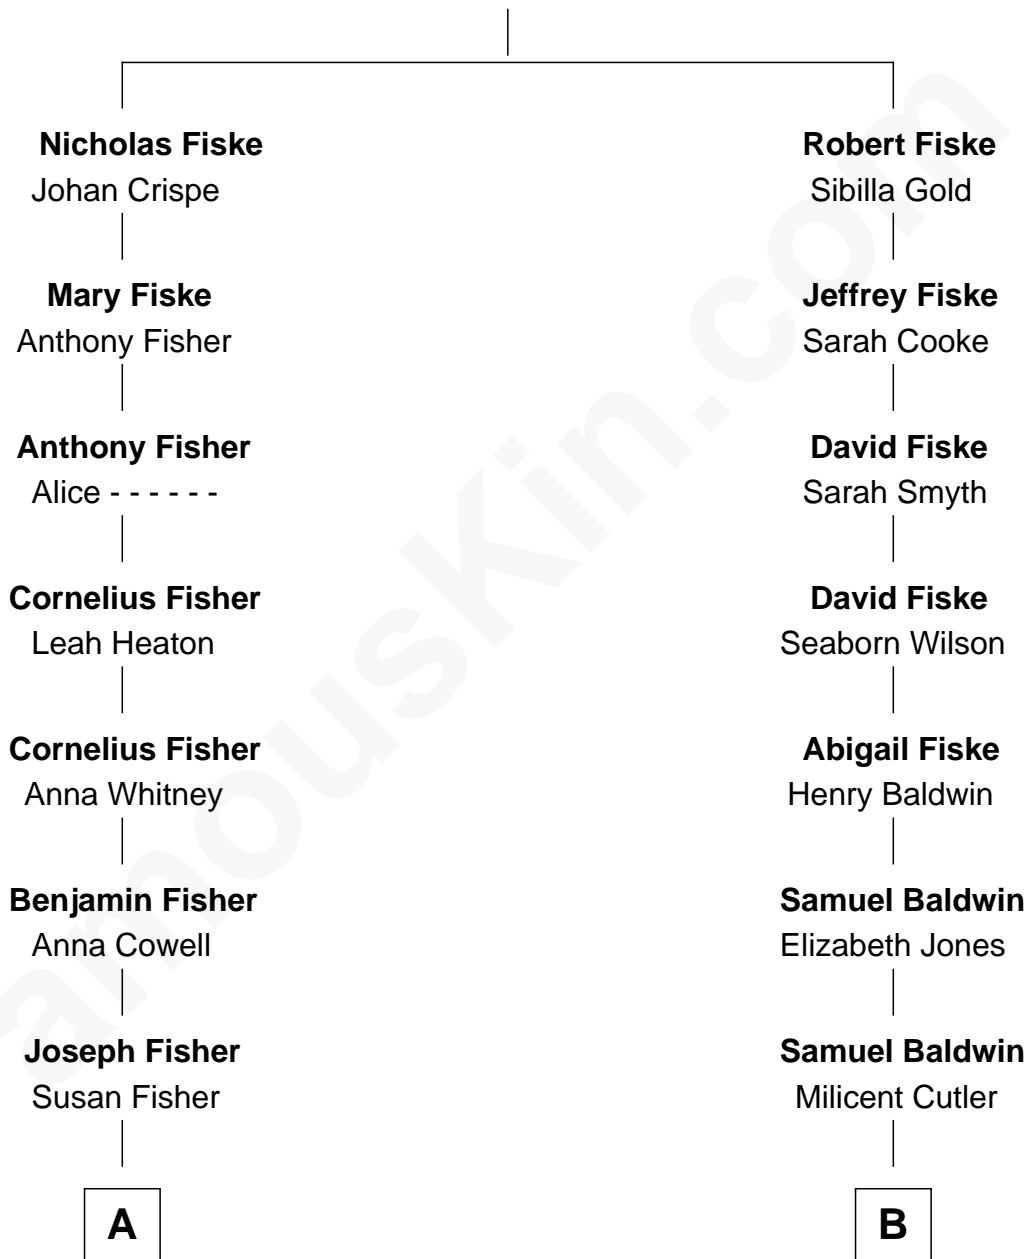 Nicholas Fiske
Johan Crispe
Mary Fiske
Anthony Fisher
Anthony Fisher
Alice - - - - - -
Cornelius Fisher
Leah Heaton
Cornelius Fisher
Anna Whitney
Benjamin Fisher
Anna Cowell
Joseph Fisher
Susan Fisher
A
Robert Fiske
Sibilla Gold
Jeffrey Fiske
Sarah Cooke
David Fiske
Sarah Smyth
David Fiske
Seaborn Wilson
Abigail Fiske
Henry Baldwin
Samuel Baldwin
Elizabeth Jones
Samuel Baldwin
Milicent Cutler
B
amouskin.com